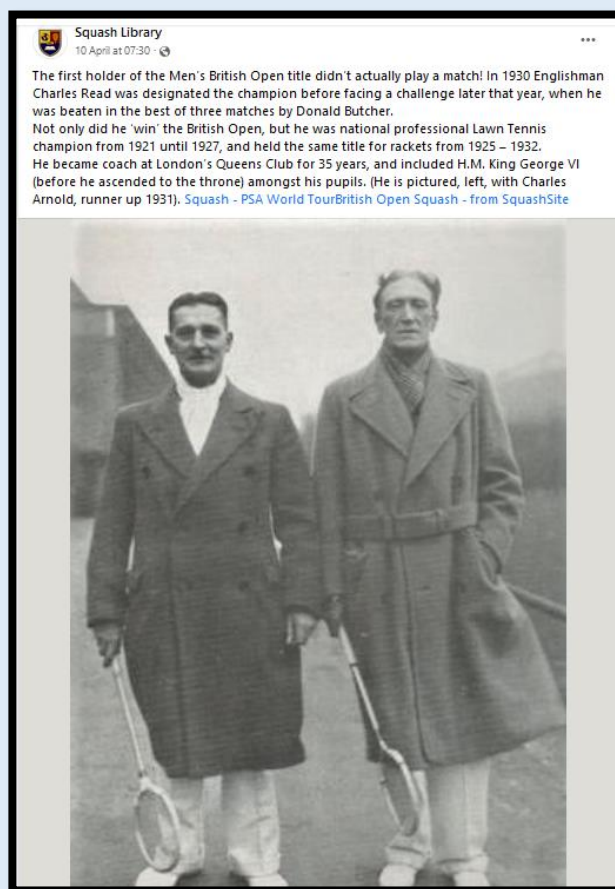 Squash Library
10 April at 07:30 ·
The first holder of the Men's British Open title didn't actually play a match! In 1930 Englishman
Charles Read was designated the champion before facing a challenge later that year, when he
was beaten in the best of three matches by Donald Butcher.
Not only did he 'win' the British Open, but he was national professional Lawn Tennis
champion from 1921 until 1927, and held the same title for rackets from 1925 – 1932.
He became coach at London's Queens Club for 35 years, and included H.M. King George VI
(before he ascended to the throne) amongst his pupils. (He is pictured, left, with Charles
Arnold, runner up 1931). Squash - PSA World TourBritish Open Squash - from SquashSite